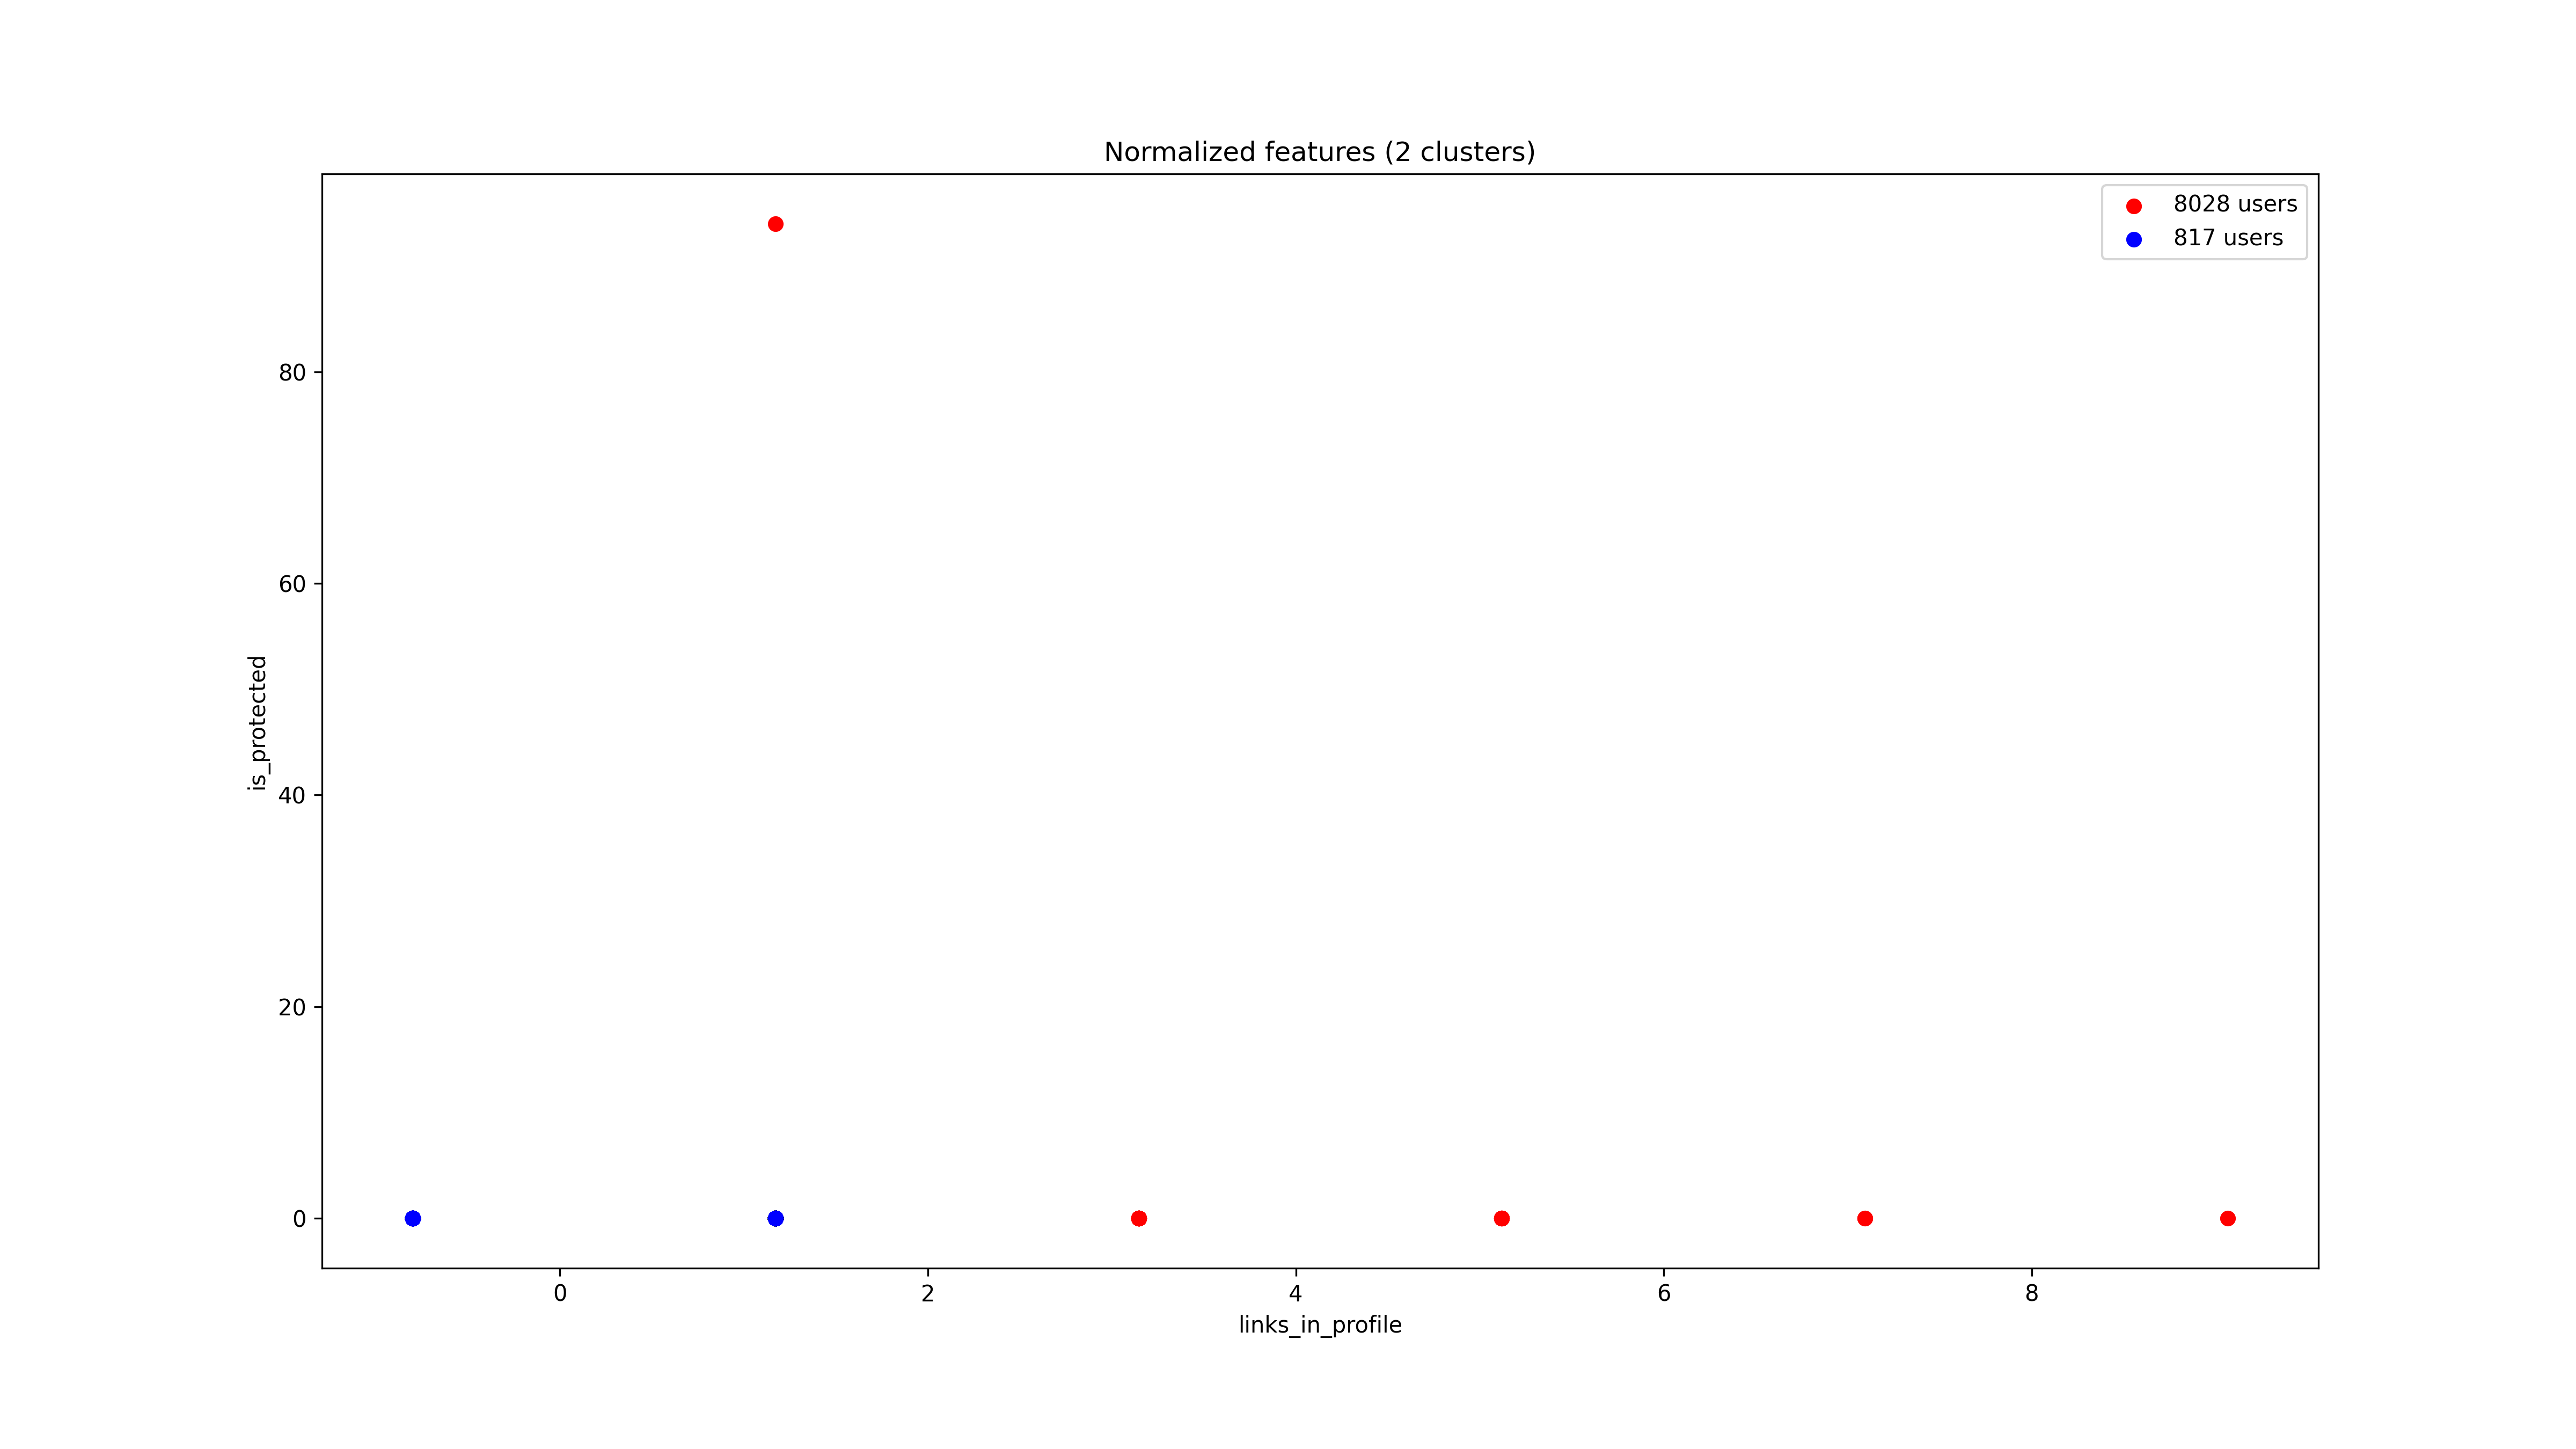 Normalized features (2 clusters)
8028 users
817 users
80
60
40
20
0
is_protected
0 2 4 6 8
links_in_profile